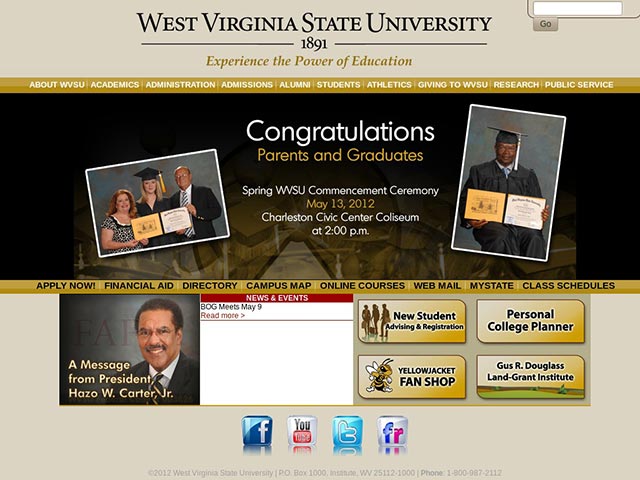 WEST VIRGINIA STATE UNIVERSITY
1891
Experience the Power of Education
Go
ABOUT WVSU | ACADEMICS | ADMINISTRATION | ADMISSIONS | ALUMNI | STUDENTS | ATHLETICS | GIVING TO WVSU | RESEARCH | PUBLIC SERVICE
Congratulations
Parents and Graduates
Spring WVSU Commencement Ceremony
May 13, 2012
Charleston Civic Center Coliseum
at 2:00 p.m.
APPLY NOW! | FINANCIAL AID | DIRECTORY | CAMPUS MAP | ONLINE COURSES | WEB MAIL | MYSTATE | CLASS SCHEDULES
A Message
from President,
Hazo W. Carter, Jr.
NEWS & EVENTS
BOG Meets May 9
Read more >
New Student
Advising & Registration
Personal
College Planner
YELLOWJACKET
FAN SHOP
Gus R. Douglass
Land-Grant Institute
f
You
Tube
t
fr
©2012 West Virginia State University | P.O. Box 1000, Institute, WV 25112-1000 | Phone: 1-800-987-2112